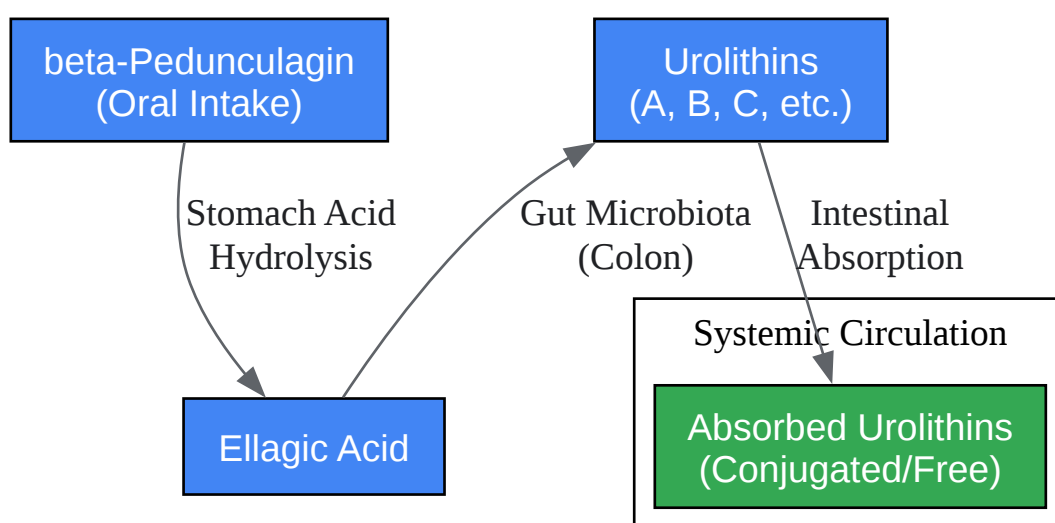 beta-Pedunculagin
(Oral Intake)
Urolithins
(A, B, C, etc.)
Stomach Acid
Hydrolysis
Gut Microbiota
(Colon)
Intestinal
Absorption
Systemic Circulation
Ellagic Acid
Absorbed Urolithins
(Conjugated/Free)